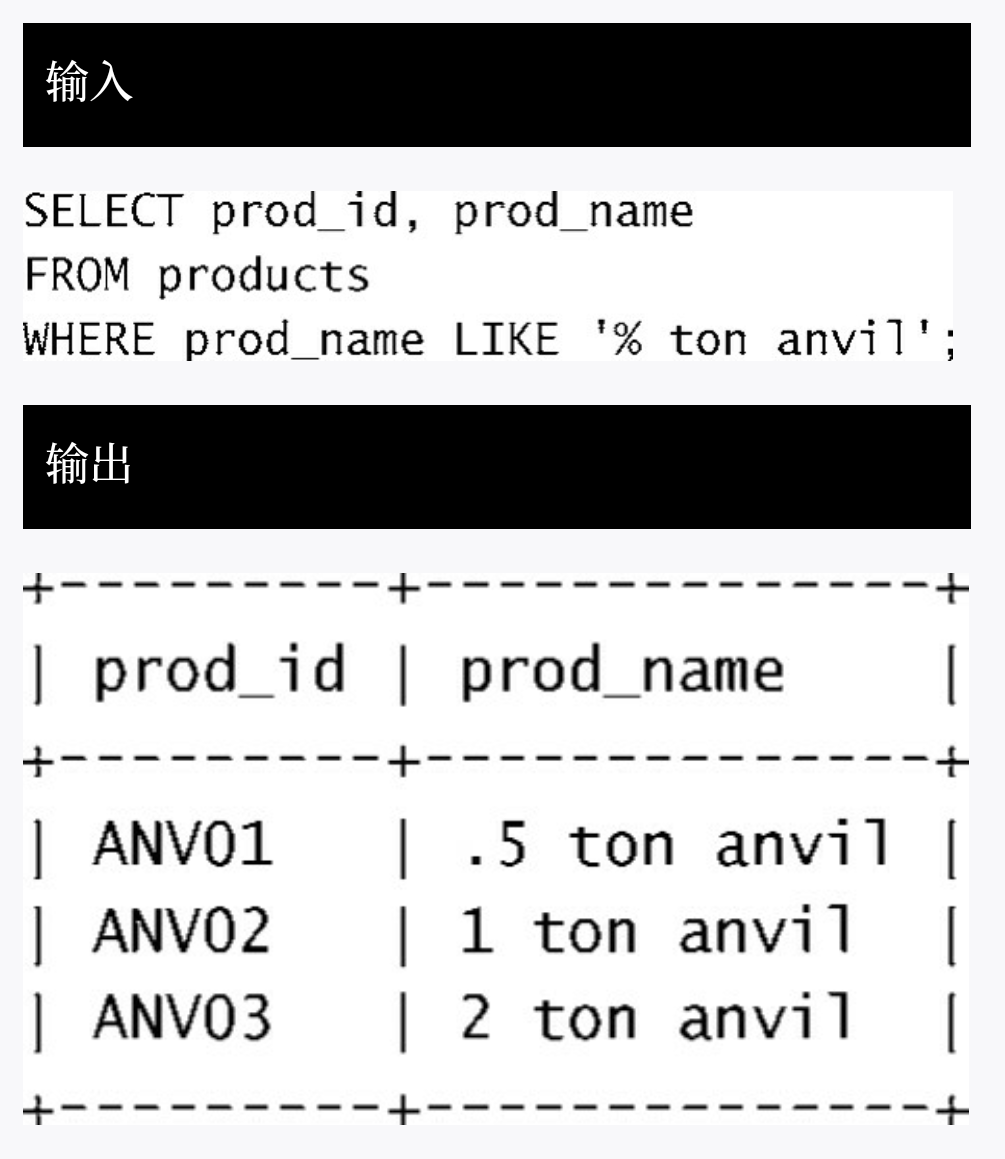 输入
SELECT prod_id, prod_name
FROM products
WHERE prod_name LIKE '% ton anvil';
输出
+----------+--------------+
| prod_id | prod_name |
+----------+--------------+
| ANV01 | .5 ton anvil |
| ANV02 | 1 ton anvil |
| ANV03 | 2 ton anvil |
+----------+--------------+